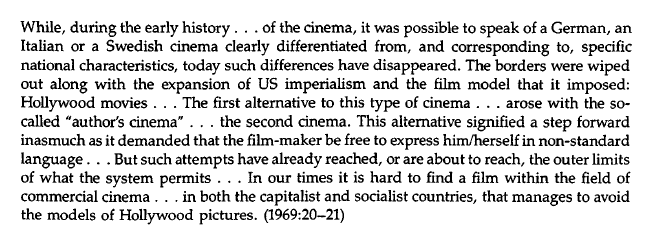 While, during the early history . . . of the cinema, it was possible to speak of a German, an
Italian or a Swedish cinema clearly differentiated from, and corresponding to, specific
national characteristics, today such differences have disappeared. The borders were wiped
out along with the expansion of US imperialism and the film model that it imposed:
Hollywood movies . . . The first alternative to this type of cinema . . . arose with the so-
called "author's cinema" . . . the second cinema. This alternative signified a step forward
inasmuch as it demanded that the film-maker be free to express him/herself in non-standard
language . . . But such attempts have already reached, or are about to reach, the outer limits
of what the system permits . . . In our times it is hard to find a film within the field of
commercial cinema . . . in both the capitalist and socialist countries, that manages to avoid
the models of Hollywood pictures. (1969:20–21)